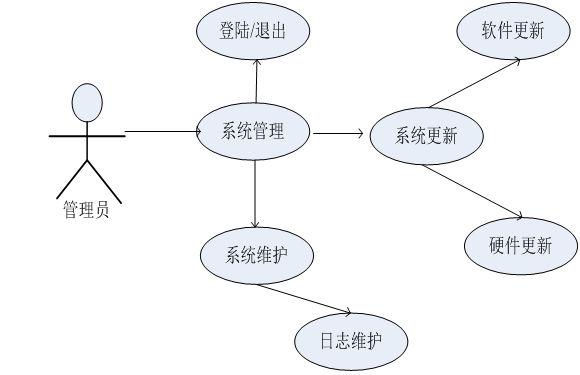 登陆/退出
软件更新
系统管理
系统更新
管理员
系统维护
硬件更新
日志维护